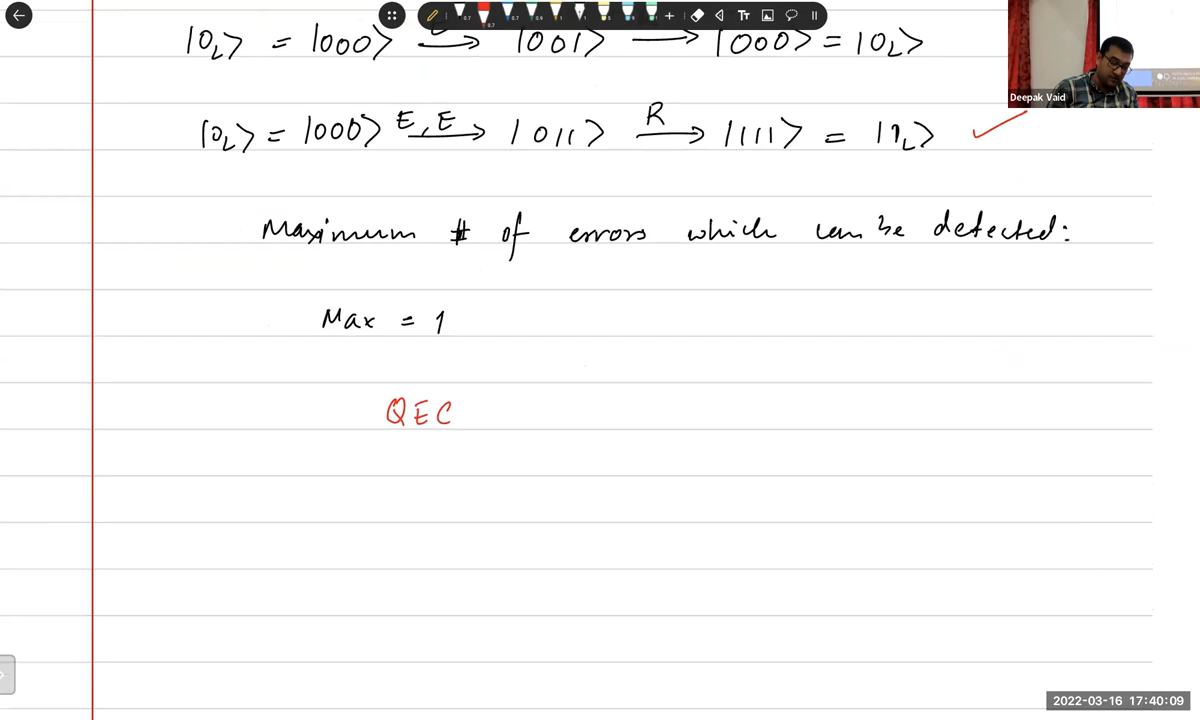 |0L> = |000> E → |001> → |000> = |0L>
Deepak Vaid
|0L> = |000> E, E → |011> R → |111> = |1L> ✓
Maximum # of errors which can be detected:
Max = 1
QEC
2022-03-16 17:40:09